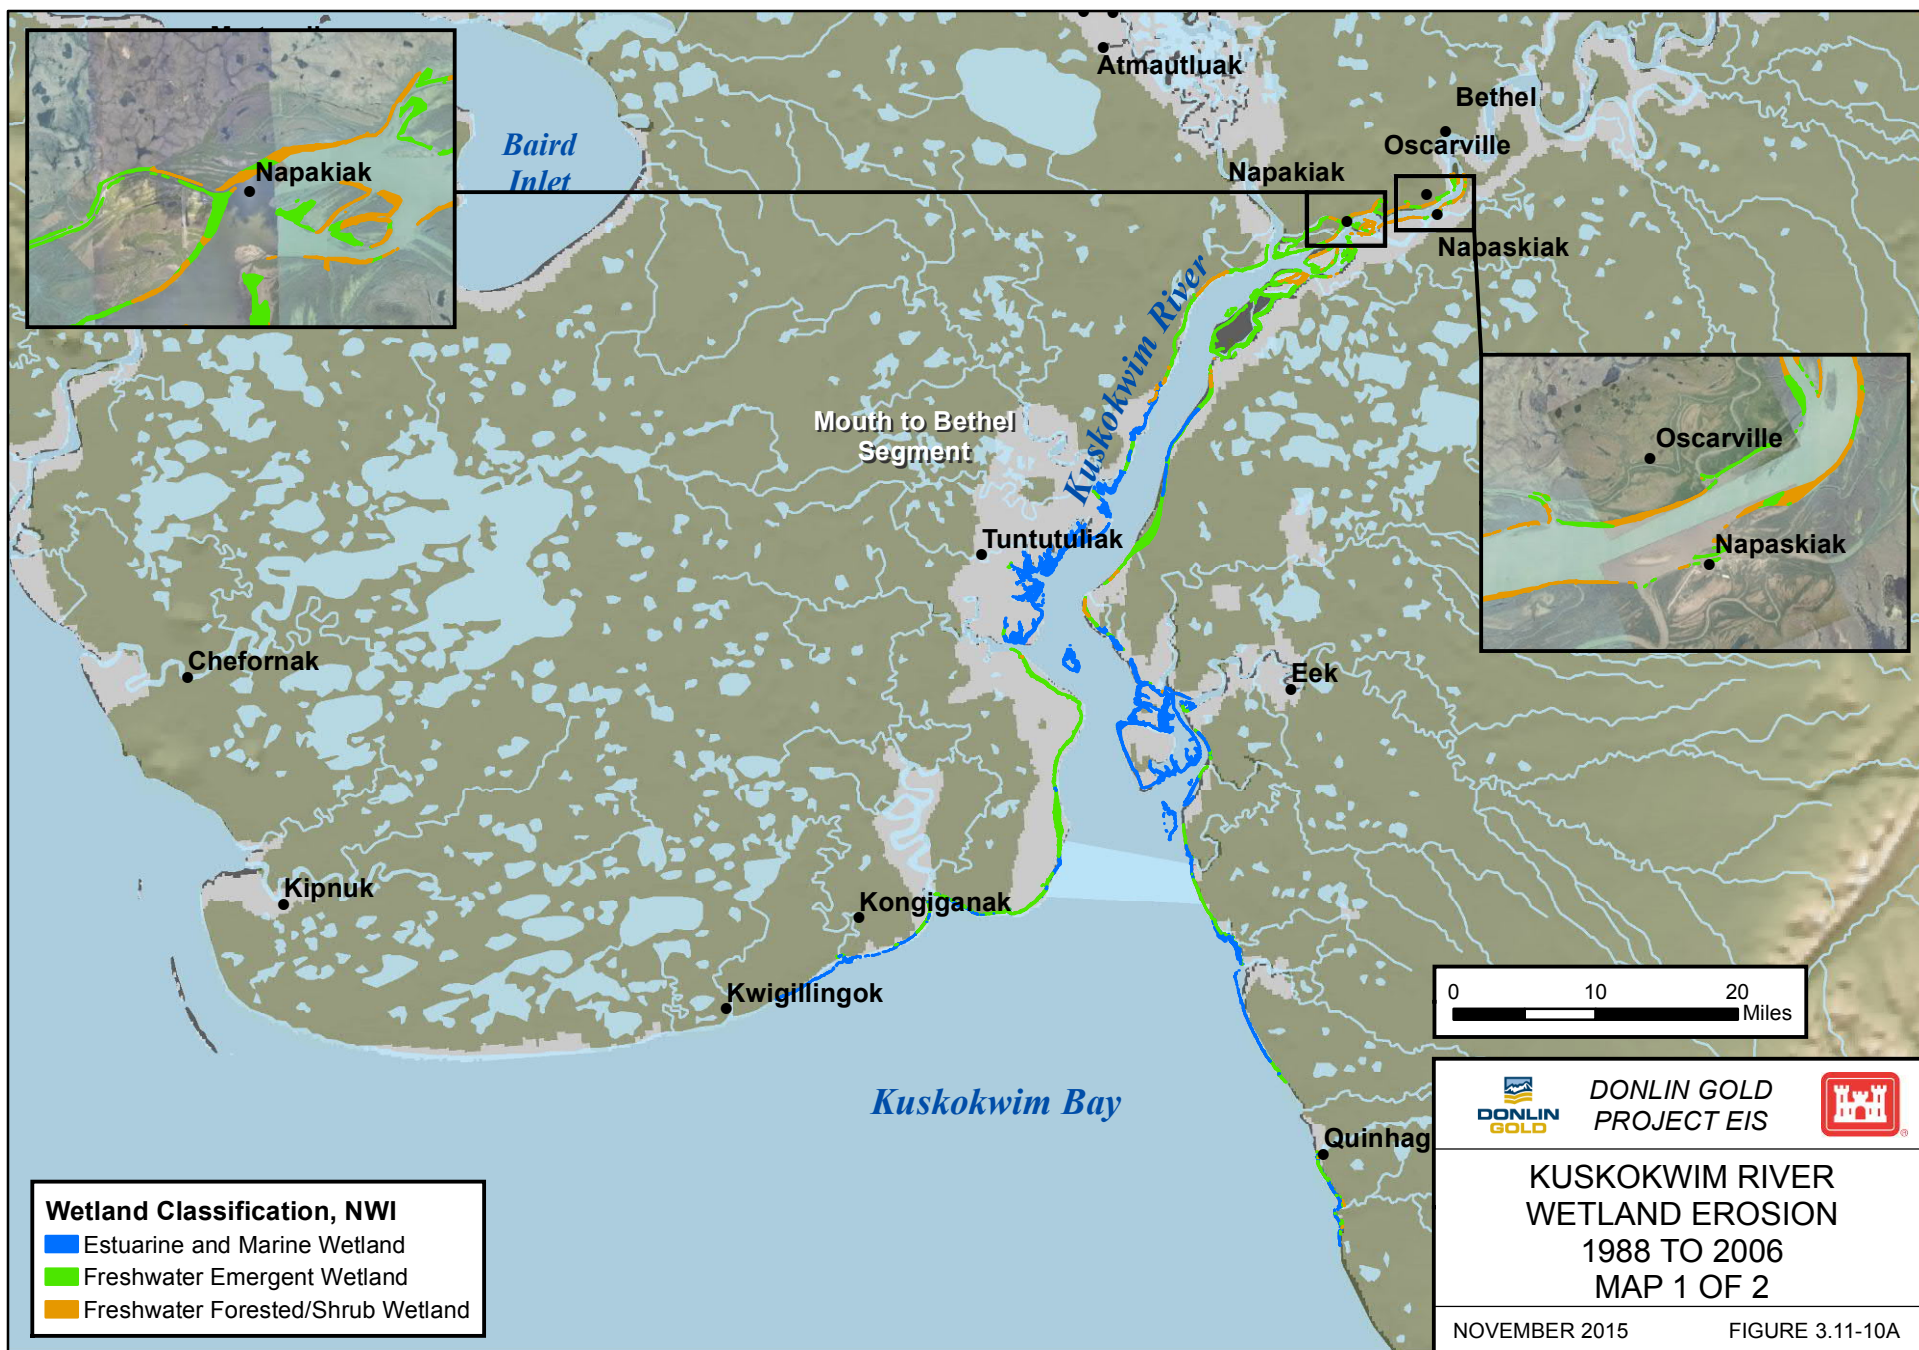 Atmautluak
Bethel
Oscarville
Baird
Inlet
Napakiak
Napakiak
Napaskiak
Kuskokwim River
Mouth to Bethel
Segment
Oscarville
Napaskiak
Tuntutuliak
Chefornak
Eek
Kipnuk
Kongiganak
Kwigillingok
Kuskokwim Bay
Quinhag
0 10 20
Miles
DONLIN
GOLD
DONLIN GOLD
PROJECT EIS
®
KUSKOKWIM RIVER
WETLAND EROSION
1988 TO 2006
MAP 1 OF 2
NOVEMBER 2015 FIGURE 3.11-10A
Wetland Classification, NWI
Estuarine and Marine Wetland
Freshwater Emergent Wetland
Freshwater Forested/Shrub Wetland